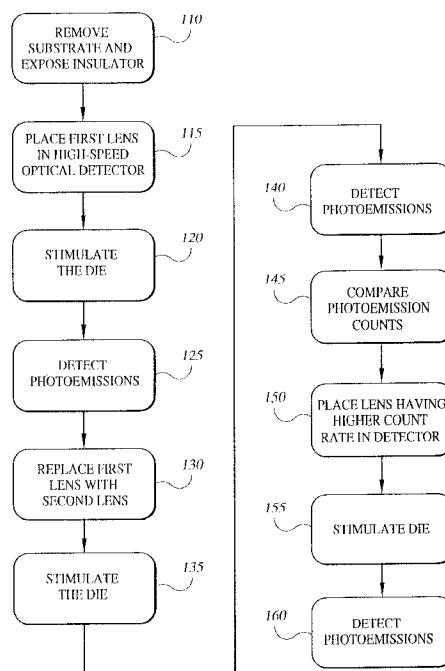 110
REMOVE
SUBSTRATE AND
EXPOSE INSULATOR
115
PLACE FIRST LENS
IN HIGH-SPEED
OPTICAL DETECTOR
120
STIMULATE
THE DIE
125
DETECT
PHOTOEMISSIONS
130
REPLACE FIRST
LENS WITH
SECOND LENS
135
STIMULATE
THE DIE
140
DETECT
PHOTOEMISSIONS
145
COMPARE
PHOTOEMISSION
COUNTS
150
PLACE LENS HAVING
HIGHER COUNT
RATE IN DETECTOR
155
STIMULATE DIE
160
DETECT
PHOTOEMISSIONS